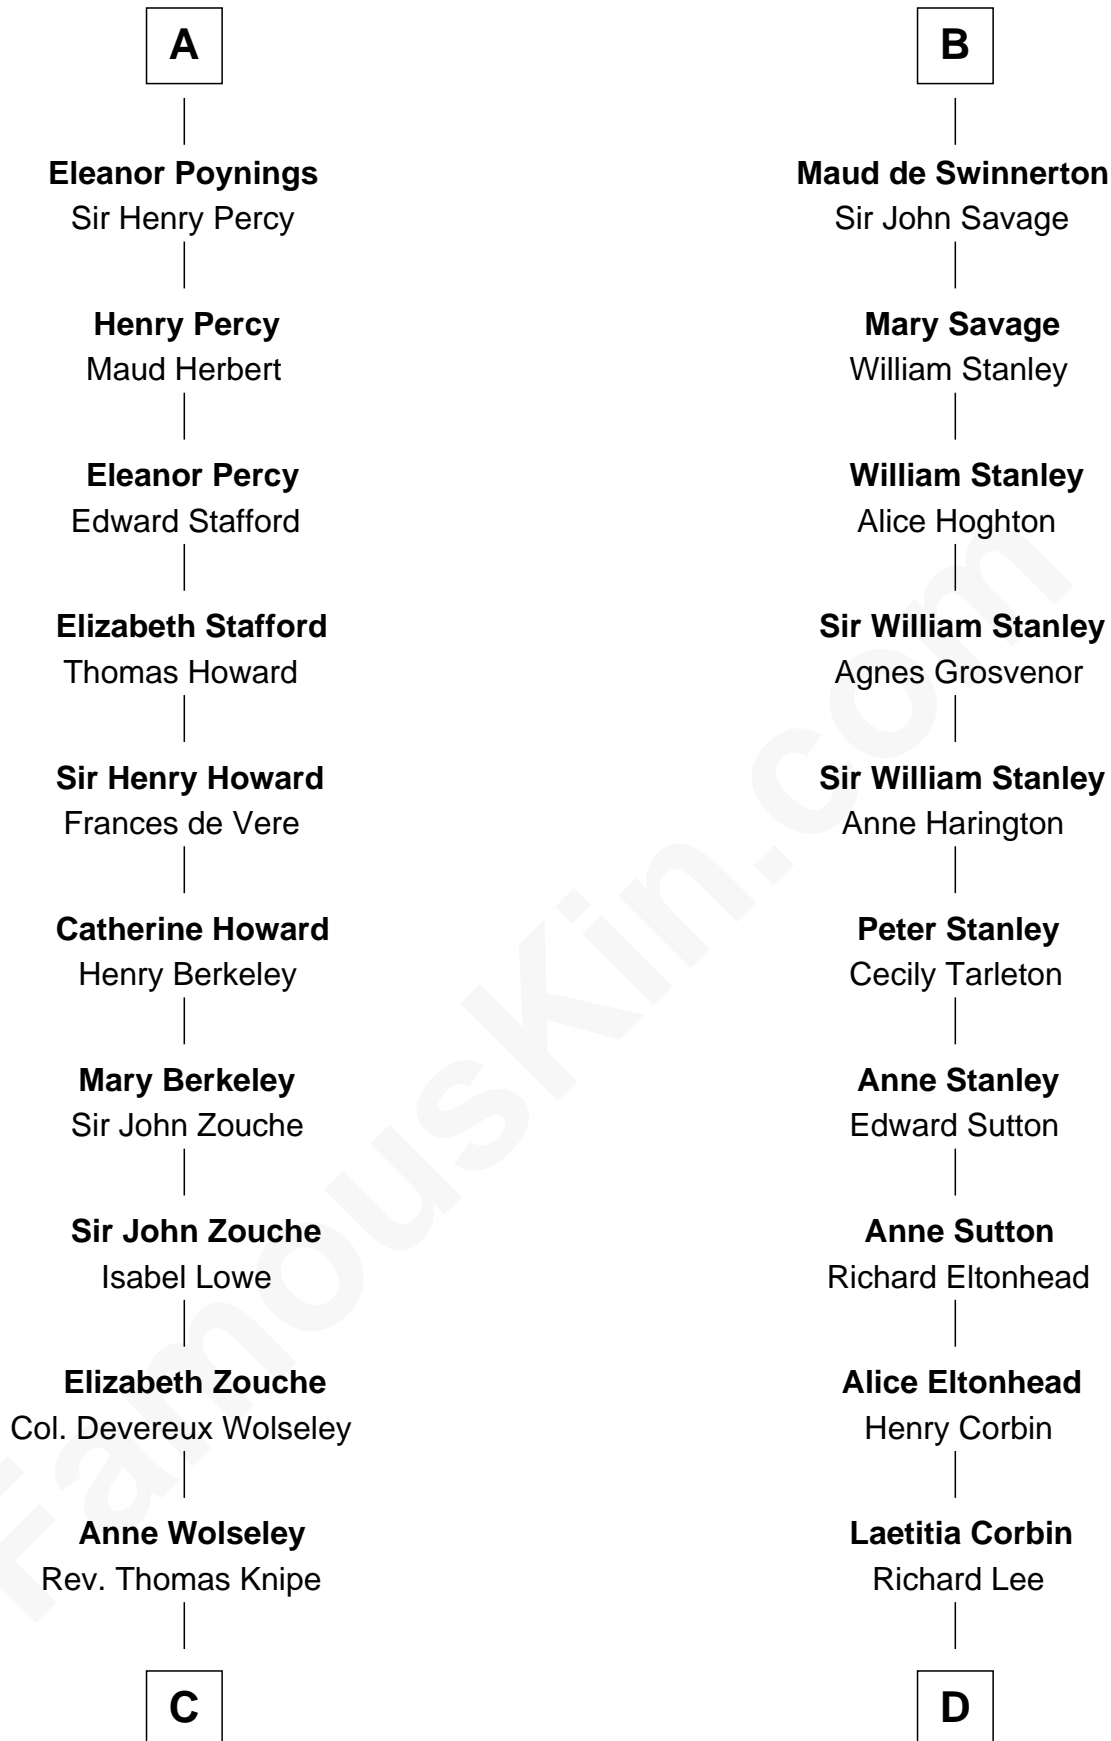 A
Eleanor Poynings
Sir Henry Percy
Henry Percy
Maud Herbert
Eleanor Percy
Edward Stafford
Elizabeth Stafford
Thomas Howard
Sir Henry Howard
Frances de Vere
Catherine Howard
Henry Berkeley
Mary Berkeley
Sir John Zouche
Sir John Zouche
Isabel Lowe
Elizabeth Zouche
Col. Devereux Wolseley
Anne Wolseley
Rev. Thomas Knipe
C
B
Maud de Swinnerton
Sir John Savage
Mary Savage
William Stanley
William Stanley
Alice Hoghton
Sir William Stanley
Agnes Grosvenor
Sir William Stanley
Anne Harington
Peter Stanley
Cecily Tarleton
Anne Stanley
Edward Sutton
Anne Sutton
Richard Eltonhead
Alice Eltonhead
Henry Corbin
Laetitia Corbin
Richard Lee
D
FamousKin.com